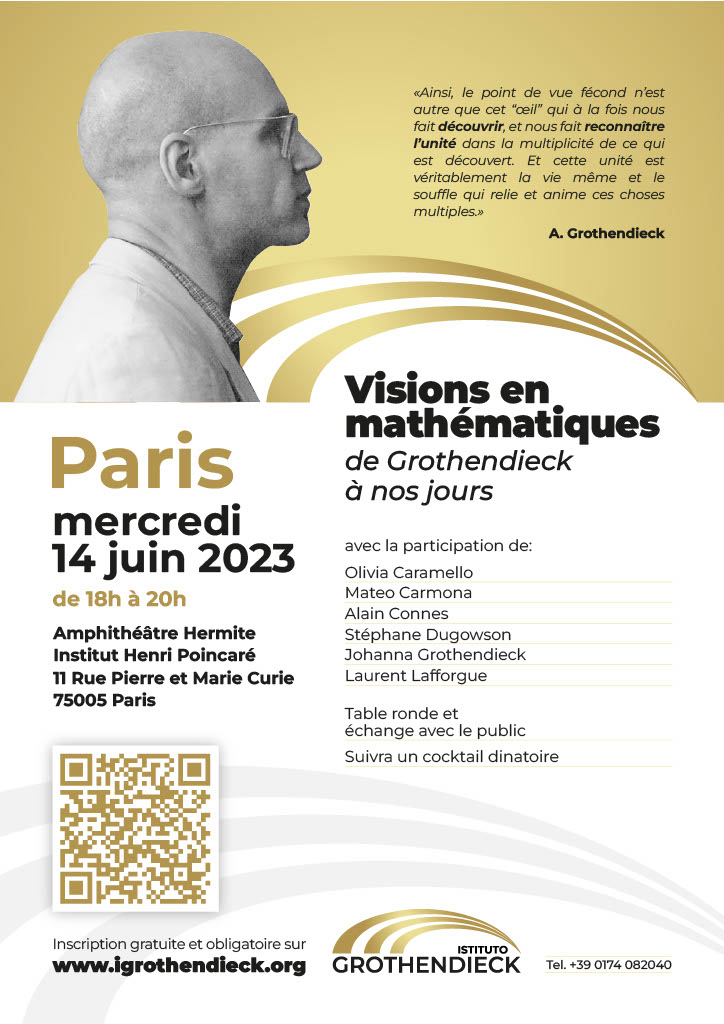 «Ainsi, le point de vue fécond n'est
autre que cet “œil” qui à la fois nous
fait découvrir, et nous fait reconnaître
l'unité dans la multiplicité de ce qui
est découvert. Et cette unité est
véritablement la vie même et le
souffle qui relie et anime ces choses
multiples.»
A. Grothendieck
Visions en
mathématiques
de Grothendieck
à nos jours
Paris
mercredi
14 juin 2023
de 18h à 20h
Amphithéâtre Hermite
Institut Henri Poincaré
11 Rue Pierre et Marie Curie
75005 Paris
avec la participation de:
Olivia Caramello
Mateo Carmona
Alain Connes
Stéphane Dugowson
Johanna Grothendieck
Laurent Lafforgue
Table ronde et
échange avec le public
Suivra un cocktail dinatoire
Inscription gratuite et obligatoire sur
www.igrothendieck.org
ISTITUTO
GROTHENDIECK
Tel. +39 0174 082040